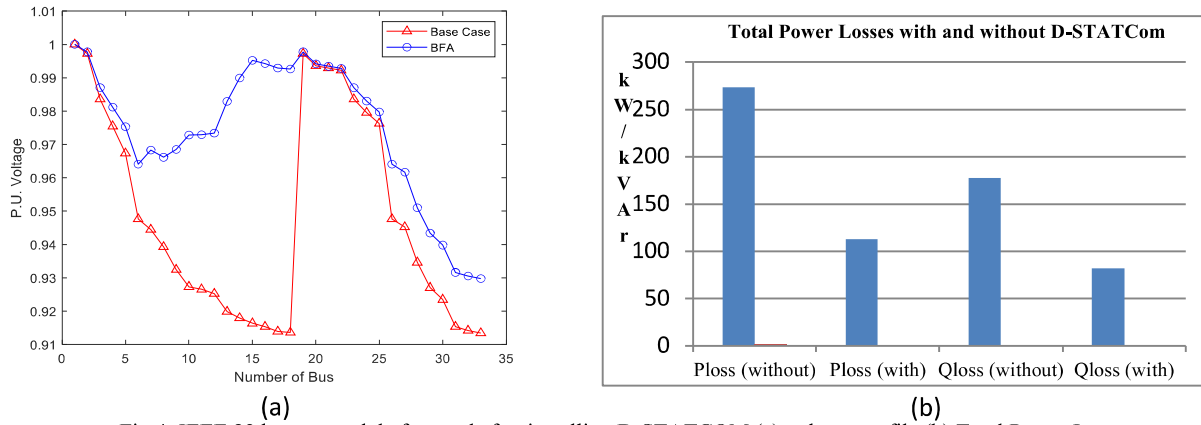 1
0.99
0.98
0.97
0.96
0.95
0.94
0.93
0.92
0.91
P.U. Voltage
Base Case
BFA
0 5 10 15 20 25 30 35
Number of Bus
(a)
Total Power Losses with and without D-STATCom
300
250
200
150
100
50
0
k
W
/
k
V
A
r
Ploss (without) Ploss (with) Qloss (without) Qloss (with)
(b)